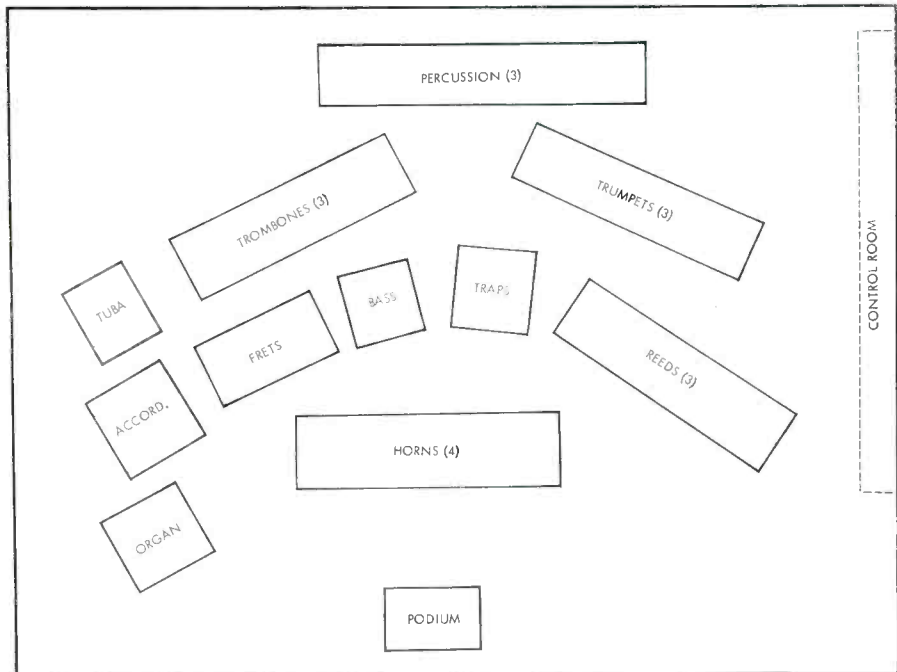 PERCUSSION (3)
TROMBONES (3)
TRUMPETS (3)
TUBA
BASS
TRAPS
FRETS
REEDS (3)
ACCORD.
HORNS (4)
ORGAN
PODIUM
CONTROL ROOM